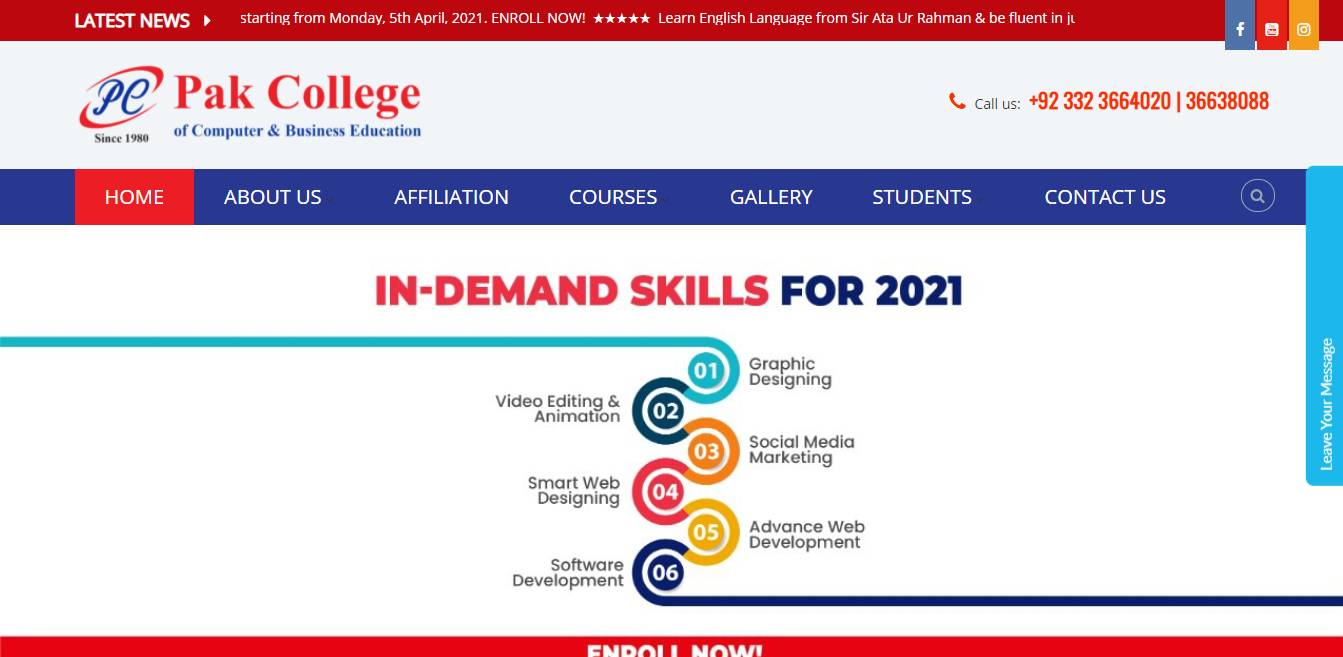 LATEST NEWS
starting from Monday, 5th April, 2021. ENROLL NOW! ★★★★★ Learn English Language from Sir Ata Ur Rahman & be fluent in
PC
Since 1980
Pak College
of Computer & Business Education
Call us: +92 332 3664020 | 36638088
HOME
ABOUT US
AFFILIATION
COURSES
GALLERY
STUDENTS
CONTACT US
Leave Your Message
IN-DEMAND SKILLS FOR 2021
01
Graphic
Designing
Video Editing &
Animation
02
03
Social Media
Marketing
Smart Web
Designing
04
05
Advance Web
Development
Software
Development
06
ENROLL NOW!